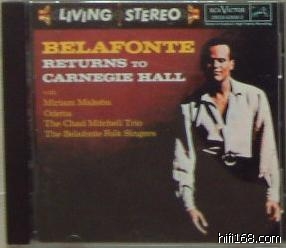 LIVING STEREO
RCA VICTOR
BELAFONTE
RETURNS TO
CARNEGIE HALL
with
Miriam Makeba
Odetta
The Chad Mitchell Trio
The Belafonte Folk Singers
hifi168.com